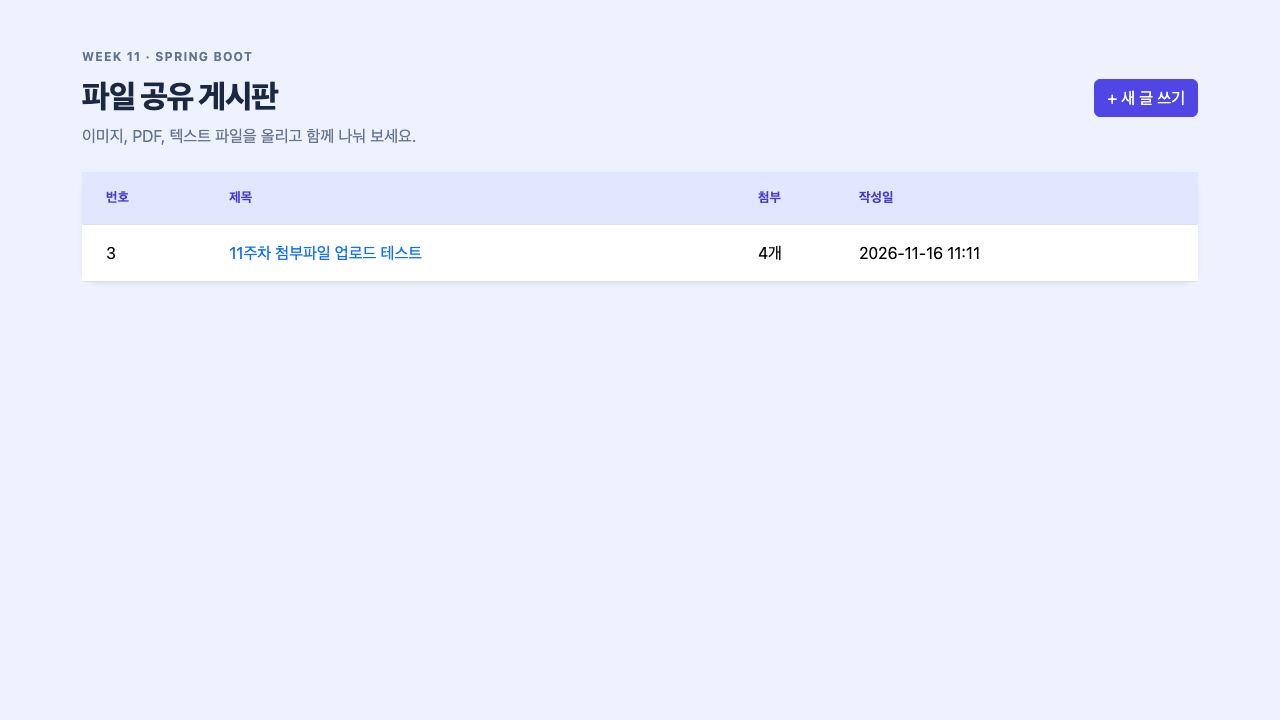 WEEK 11 · SPRING BOOT
파일 공유 게시판
+ 새 글 쓰기
이미지, PDF, 텍스트 파일을 올리고 함께 나눠 보세요.
번호 제목 첨부 작성일
3 11주차 첨부파일 업로드 테스트 4개 2026-11-16 11:11